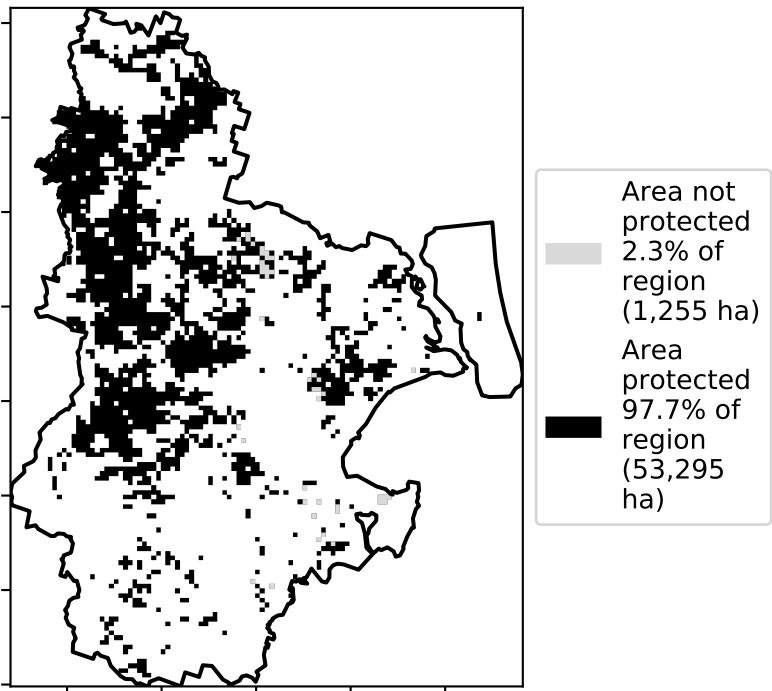 Area not
protected
2.3% of
region
(1,255 ha)
Area
protected
97.7% of
region
(53,295
ha)